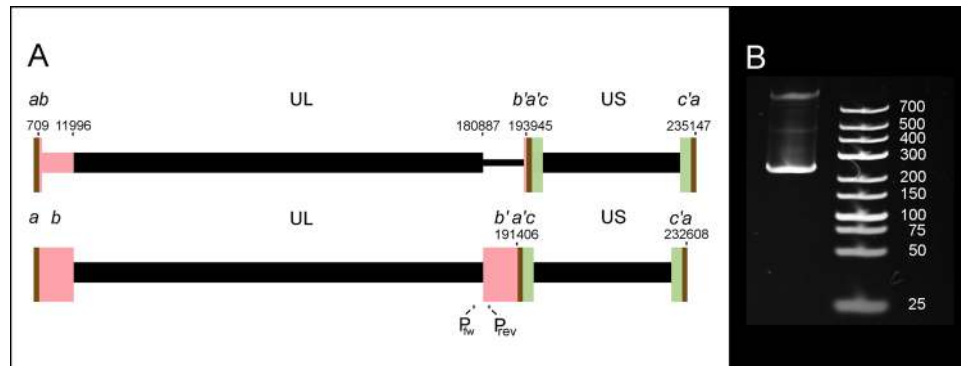 A
UL US
ab b'a'c c'a
709 11996 180887 193945 235147
UL US
a b b' a'c c'a
191406 232608
Pfw Prev
B
700
500
400
300
200
150
100
75
50
25